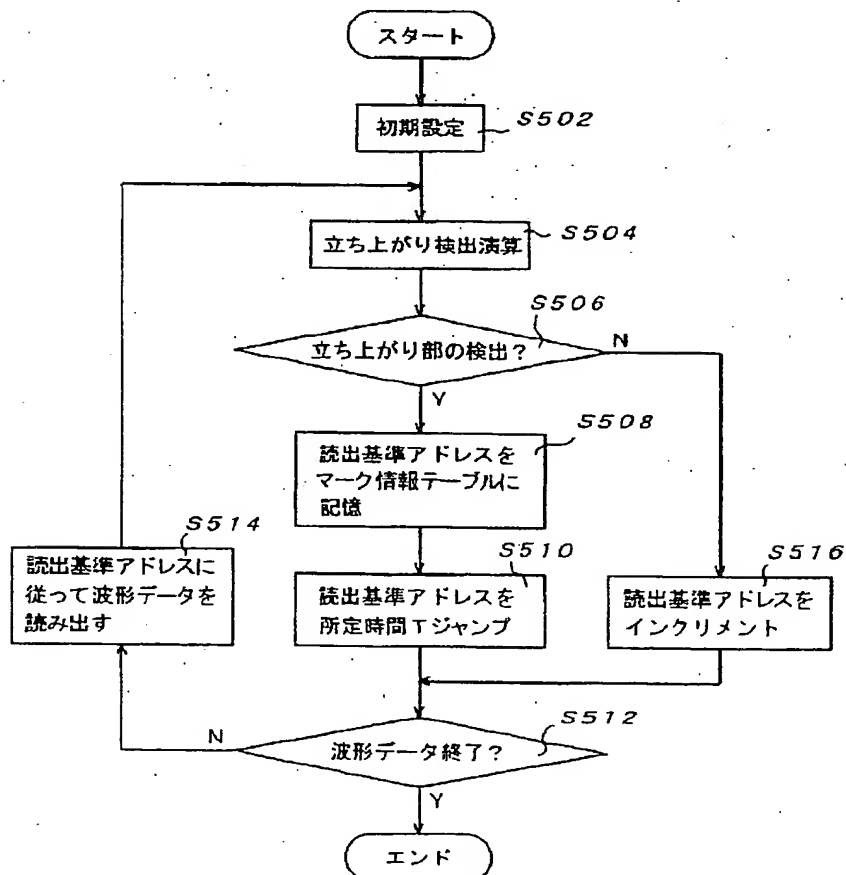 スタート
初期設定
S502
立ち上がり検出演算
S504
立ち上がり部の検出?
S506
N
Y
読出基準アドレスを
マーク情報テーブルに
記憶
S508
読出基準アドレスに
従って波形データを
読み出す
S514
読出基準アドレスを
所定時間Tジャンプ
S510
読出基準アドレスを
インクリメント
S516
波形データ終了?
S512
N
Y
エンド